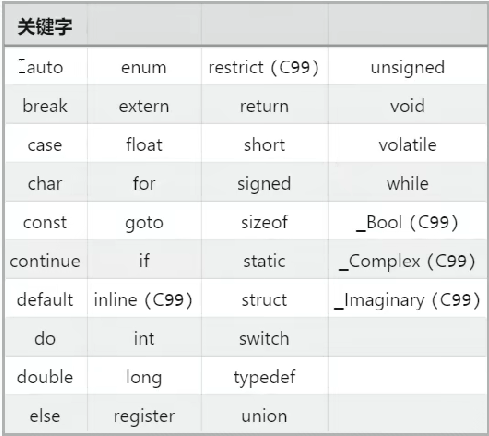 关键字
auto enum restrict (C99) unsigned
break extern return void
case float short volatile
char for signed while
const goto sizeof _Bool (C99)
continue if static _Complex (C99)
default inline (C99) struct _Imaginary (C99)
do int switch
double long typedef
else register union